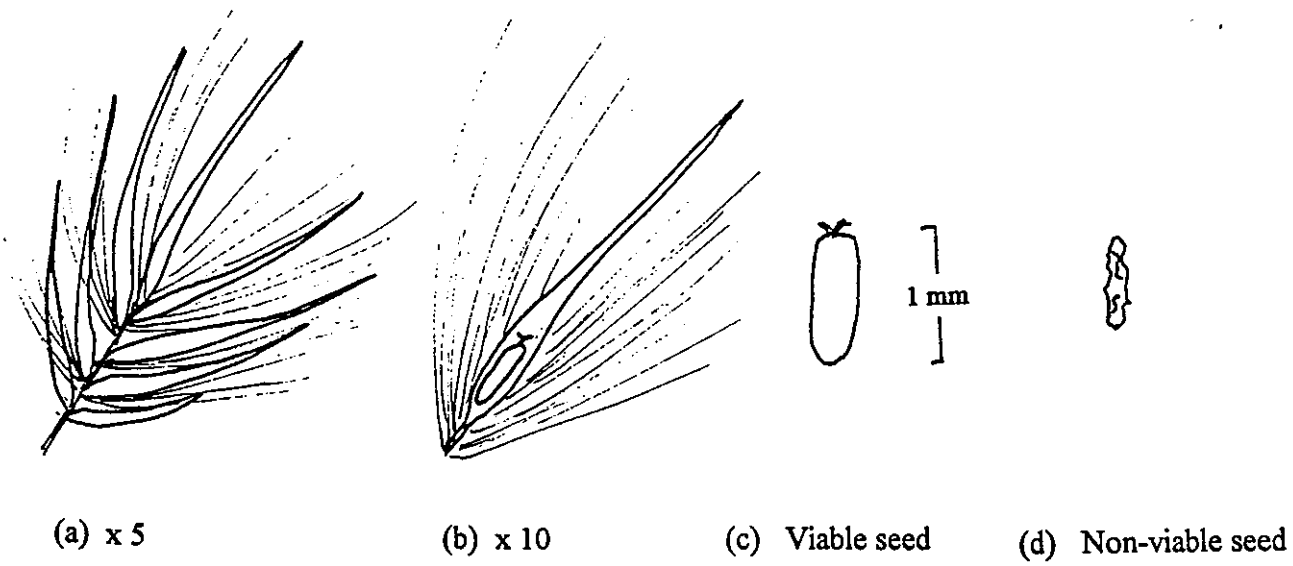 1 mm
(a) x 5
(b) x 10
(c) Viable seed
(d) Non-viable seed